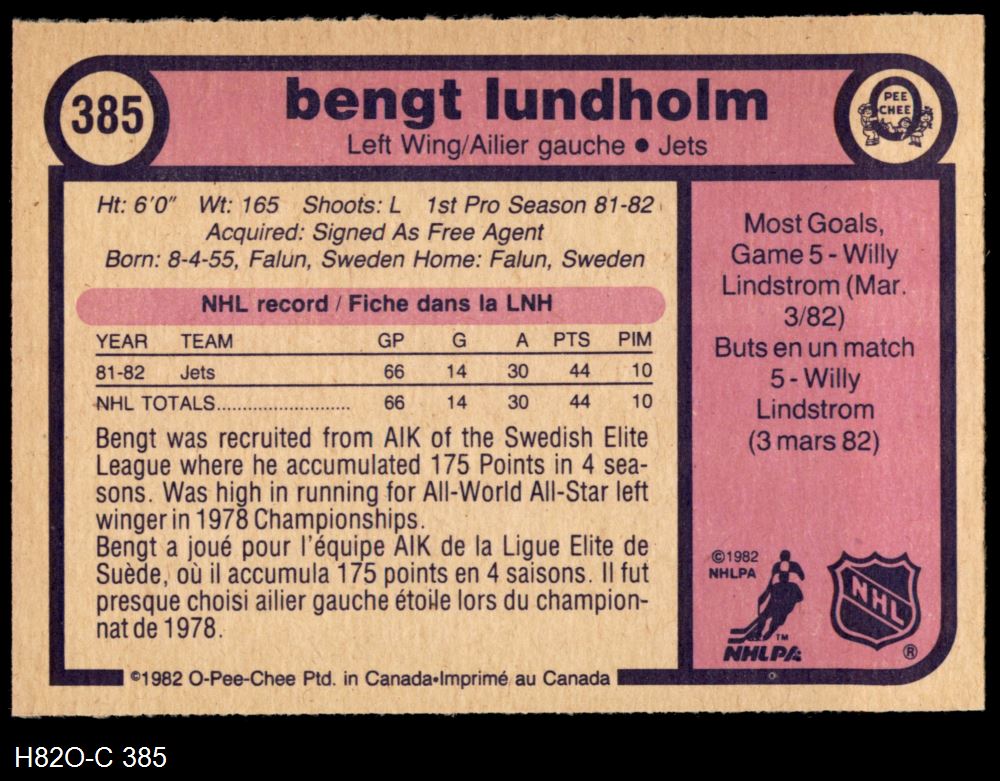 385
bengt lundholm
Left Wing/Ailier gauche ● Jets
PEE
CHEE
Ht: 6'0" Wt: 165 Shoots: L 1st Pro Season 81-82
Acquired: Signed As Free Agent
Born: 8-4-55, Falun, Sweden Home: Falun, Sweden
NHL record / Fiche dans la LNH
YEAR TEAM GP G A PTS PIM
81-82 Jets 66 14 30 44 10
NHL TOTALS............................ 66 14 30 44 10
Bengt was recruited from AIK of the Swedish Elite
League where he accumulated 175 Points in 4 sea-
sons. Was high in running for All-World All-Star left
winger in 1978 Championships.
Bengt a joué pour l'équipe AIK de la Ligue Elite de
Suède, où il accumula 175 points en 4 saisons. Il fut
presque choisi ailier gauche étoile lors du champion-
nat de 1978.
©1982 O-Pee-Chee Ptd. in Canada•Imprimé au Canada
Most Goals,
Game 5 - Willy
Lindstrom (Mar.
3/82)
Buts en un match
5 - Willy
Lindstrom
(3 mars 82)
©1982
NHLPA
TM
NHLPA
NHL
®
H82O-C 385